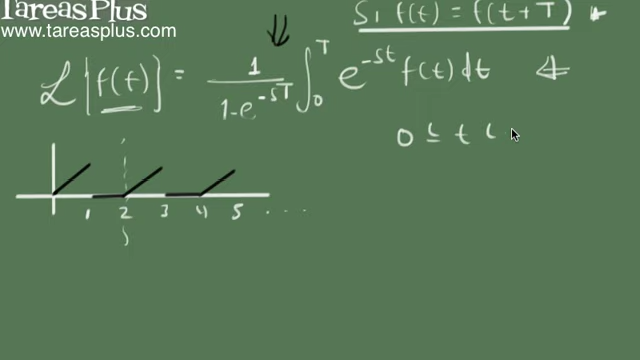 TareasPlus
www.tareasplus.com
Si f(t) = f(t+T)
ℒ{f(t)} = 1/(1-e^{-sT}) ∫_0^T e^{-st} f(t) dt
0 ≤ t <
1 2 3 4 5 ....